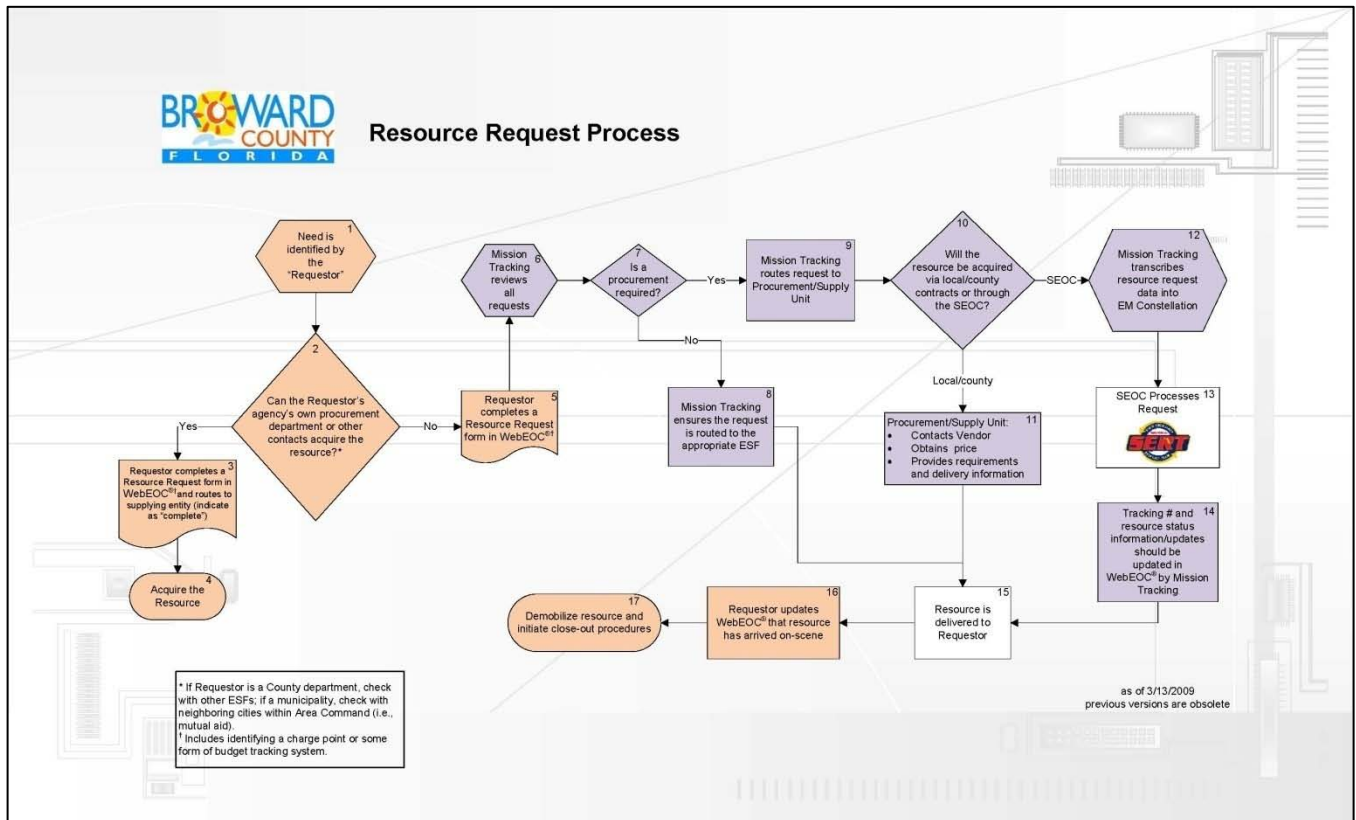 BROWARD
COUNTY
FLORIDA
Resource Request Process
1
Need is
identified by
the
“Requestor”
2
Can the Requestor’s
agency’s own procurement
department or other
contacts acquire the
resource?*
Yes
No
3
Requestor completes a
Resource Request form in
WebEOC®† and routes to
supplying entity (indicate
as “complete”)
4
Acquire the
Resource
5
Requestor
completes a
Resource Request
form in WebEOC®†
6
Mission
Tracking
reviews
all
requests
7
Is a
procurement
required?
Yes
No
8
Mission Tracking
ensures the request
is routed to the
appropriate ESF
9
Mission Tracking
routes request to
Procurement/Supply
Unit
10
Will the
resource be acquired
via local/county
contracts or through
the SEOC?
SEOC
Local/county
11
Procurement/Supply Unit:
• Contacts Vendor
• Obtains price
• Provides requirements
and delivery information
12
Mission Tracking
transcribes
resource request
data into
EM Constellation
13
SEOC Processes
Request
SERT
14
Tracking # and
resource status
information/updates
should be
updated in
WebEOC® by Mission
Tracking
15
Resource is
delivered to
Requestor
16
Requestor updates
WebEOC® that resource
has arrived on-scene
17
Demobilize resource and
initiate close-out procedures
* If Requestor is a County department, check
with other ESFs; if a municipality, check with
neighboring cities within Area Command (i.e.,
mutual aid).
† Includes identifying a charge point or some
form of budget tracking system.
as of 3/13/2009
previous versions are obsolete